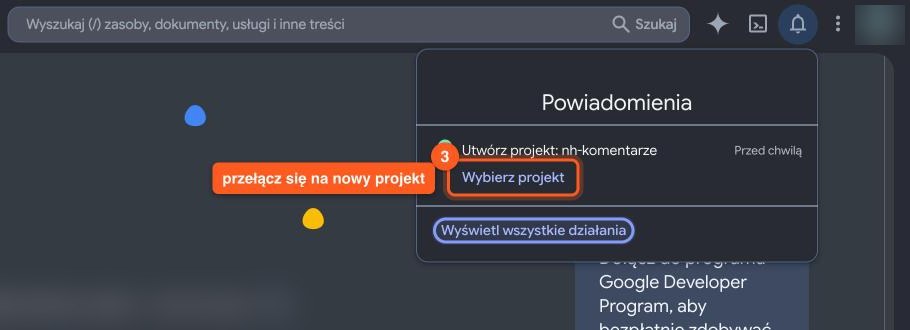 Wyszukaj (/) zasoby, dokumenty, usługi i inne treści
Szukaj
Powiadomienia
Utwórz projekt: nh-komentarze
Przed chwilą
3
przełącz się na nowy projekt
Wybierz projekt
Wyświetl wszystkie działania
Dołącz do programu
Google Developer
Program, aby
bezpłatnie zdobywać